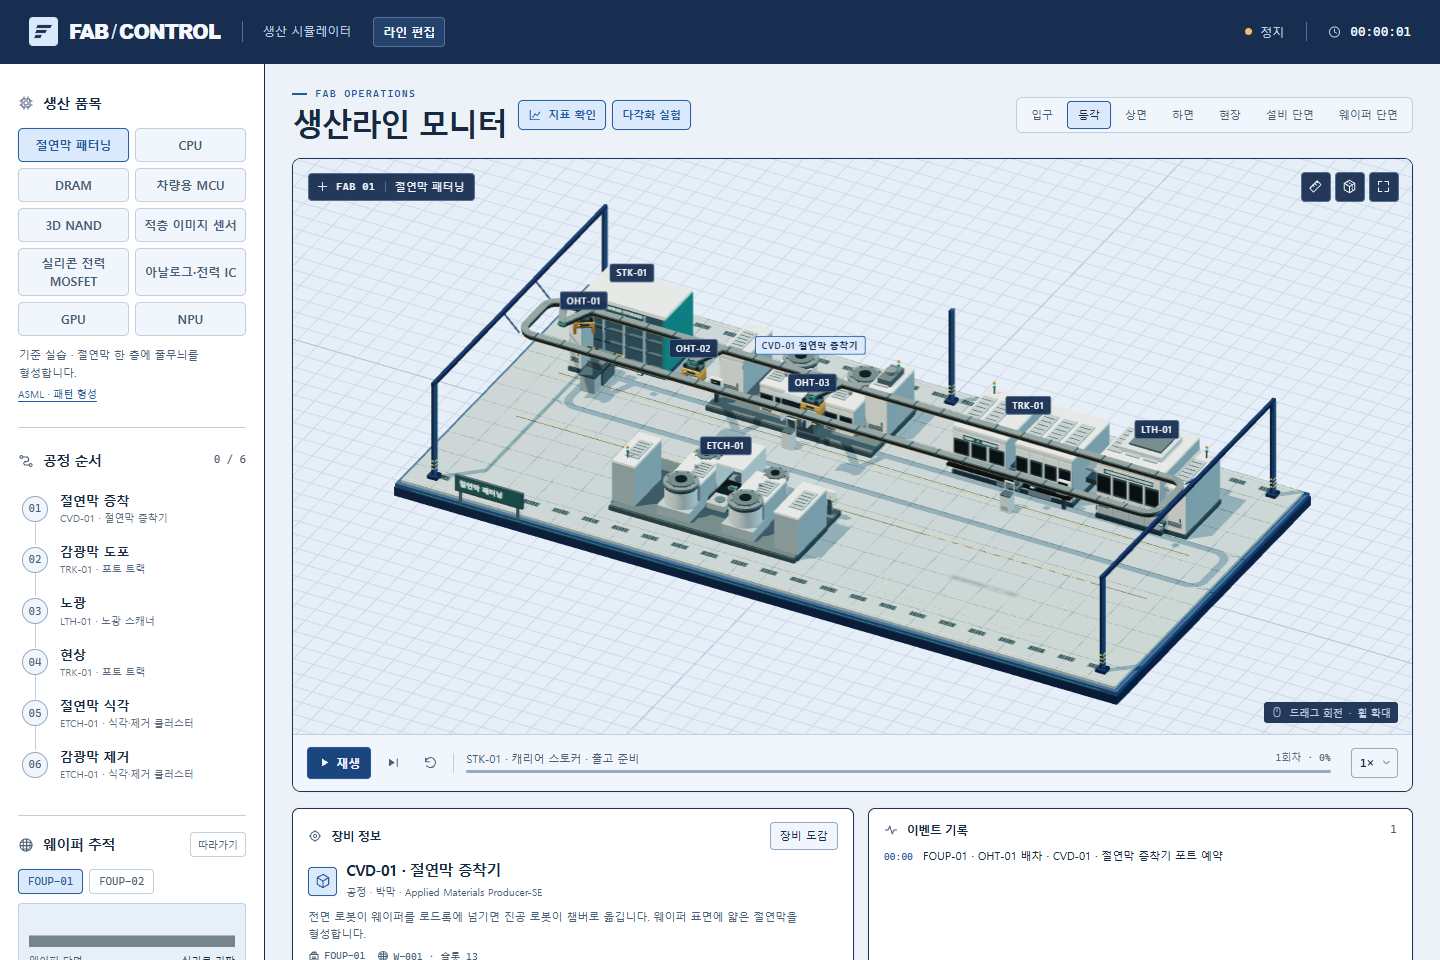 FAB/CONTROL
생산 시뮬레이터
라인 편집
정지
00:00:01
생산 품목
절연막 패터닝
CPU
DRAM
차량용 MCU
3D NAND
적층 이미지 센서
실리콘 전력
MOSFET
아날로그·전력 IC
GPU
NPU
기준 실습 · 절연막 한 층에 줄무늬를
형성합니다.
ASML · 패턴 형성
공정 순서
0 / 6
01
절연막 증착
CVD-01 · 절연막 증착기
02
감광막 도포
TRK-01 · 포토 트랙
03
노광
LTH-01 · 노광 스캐너
04
현상
TRK-01 · 포토 트랙
05
절연막 식각
ETCH-01 · 식각·제거 클러스터
06
감광막 제거
ETCH-01 · 식각·제거 클러스터
웨이퍼 추적
따라가기
FOUP-01
FOUP-02
FAB OPERATIONS
생산라인 모니터
지표 확인
다각화 실험
입구
등각
상면
하면
현장
설비 단면
웨이퍼 단면
FAB 01
절연막 패터닝
STK-01
OHT-01
OHT-02
CVD-01 절연막 증착기
OHT-03
TRK-01
LTH-01
ETCH-01
절연막 패터닝
드래그 회전 · 휠 확대
재생
STK-01 · 캐리어 스토커 · 출고 준비
1회차 · 0%
1×
장비 정보
장비 도감
CVD-01 · 절연막 증착기
공정 · 박막 · Applied Materials Producer-SE
전면 로봇이 웨이퍼를 로드록에 넘기면 진공 로봇이 챔버로 옮깁니다. 웨이퍼 표면에 얇은 절연막을
형성합니다.
FOUP-01
W-001 · 슬롯 13
이벤트 기록
1
00:00
FOUP-01 · OHT-01 배차 · CVD-01 · 절연막 증착기 포트 예약